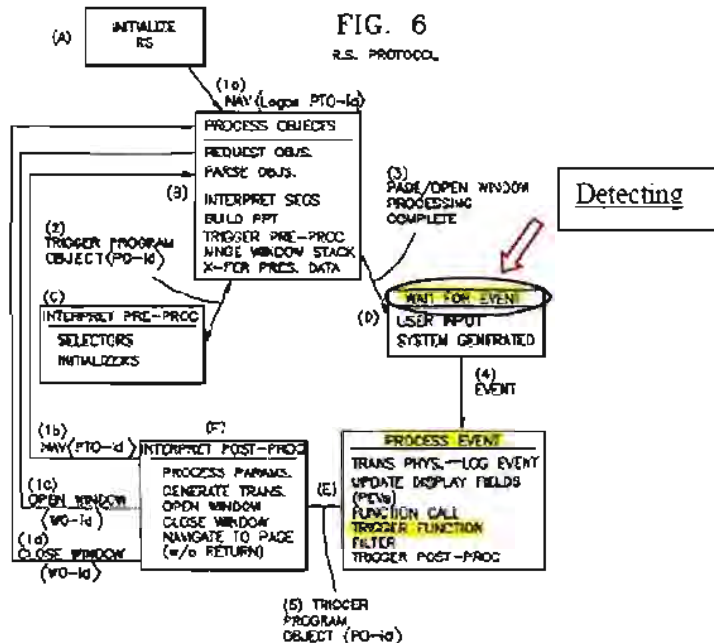 FIG. 6
R.S. PROTOCOL
(A)
INITIALIZE
RS
(1a)
NAV(Logon PTO-id)
PROCESS OBJECTS
REQUEST OBJS.
PARSE OBJS.
(B)
INTERPRET SEGS
BUILD PPT
TRIGGER PRE-PROC
MNGE WINDOW STACK
X-FER PRES. DATA
(3)
PAGE/OPEN WINDOW
PROCESSING
COMPLETE
Detecting
(2)
TRIGGER PROGRAM
OBJECT(PO-id)
(C)
INTERPRET PRE-PROC
SELECTORS
INITIALIZERS
WAIT FOR EVENT
(D)
USER INPUT
SYSTEM GENERATED
(4)
EVENT
(1b)
NAV(PTO-id)
(1c)
OPEN WINDOW
(WO-id)
(1d)
CLOSE WINDOW
(WO-id)
(F)
INTERPRET POST-PROC
PROCESS PARAMS.
GENERATE TRANS.
OPEN WINDOW
CLOSE WINDOW
NAVIGATE TO PAGE
(w/o RETURN)
(E)
PROCESS EVENT
TRANS PHYS.—LOG EVENT
UPDATE DISPLAY FIELDS
(PEVs)
FUNCTION CALL
TRIGGER FUNCTION
FILTER
TRIGGER POST-PROC
(5) TRIGGER
PROGRAM
OBJECT (PO-id)